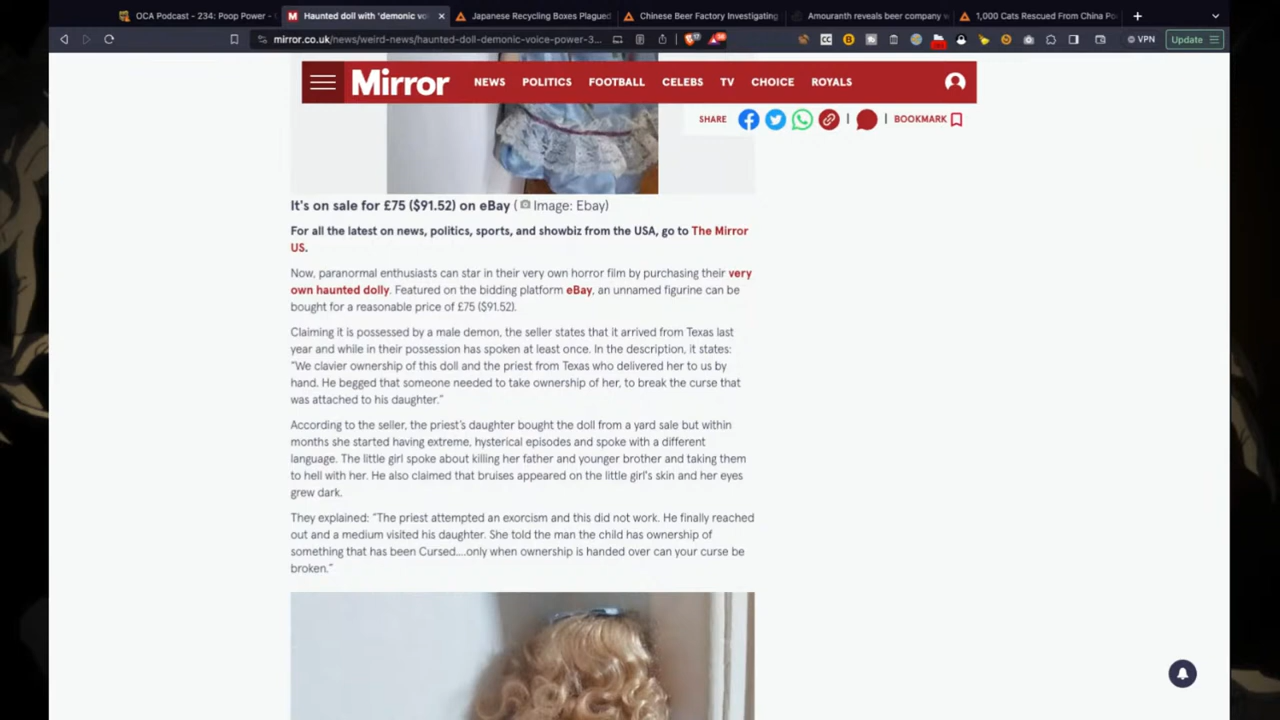 OCA Podcast - 234: Poop Power -
Haunted doll with 'demonic vo
Japanese Recycling Boxes Plagued
Chinese Beer Factory Investigating
Amouranth reveals beer company w
1,000 Cats Rescued From China Po
mirror.co.uk/news/weird-news/haunted-doll-demonic-voice-power-3...
VPN
Update
Mirror
NEWS
POLITICS
FOOTBALL
CELEBS
TV
CHOICE
ROYALS
SHARE
BOOKMARK
It's on sale for £75 ($91.52) on eBay ( Image: Ebay)
For all the latest on news, politics, sports, and showbiz from the USA, go to The Mirror
US.
Now, paranormal enthusiasts can star in their very own horror film by purchasing their very
own haunted dolly. Featured on the bidding platform eBay, an unnamed figurine can be
bought for a reasonable price of £75 ($91.52).
Claiming it is possessed by a male demon, the seller states that it arrived from Texas last
year and while in their possession has spoken at least once. In the description, it states:
"We clavier ownership of this doll and the priest from Texas who delivered her to us by
hand. He begged that someone needed to take ownership of her, to break the curse that
was attached to his daughter."
According to the seller, the priest's daughter bought the doll from a yard sale but within
months she started having extreme, hysterical episodes and spoke with a different
language. The little girl spoke about killing her father and younger brother and taking them
to hell with her. He also claimed that bruises appeared on the little girl's skin and her eyes
grew dark.
They explained: "The priest attempted an exorcism and this did not work. He finally reached
out and a medium visited his daughter. She told the man the child has ownership of
something that has been Cursed....only when ownership is handed over can your curse be
broken."